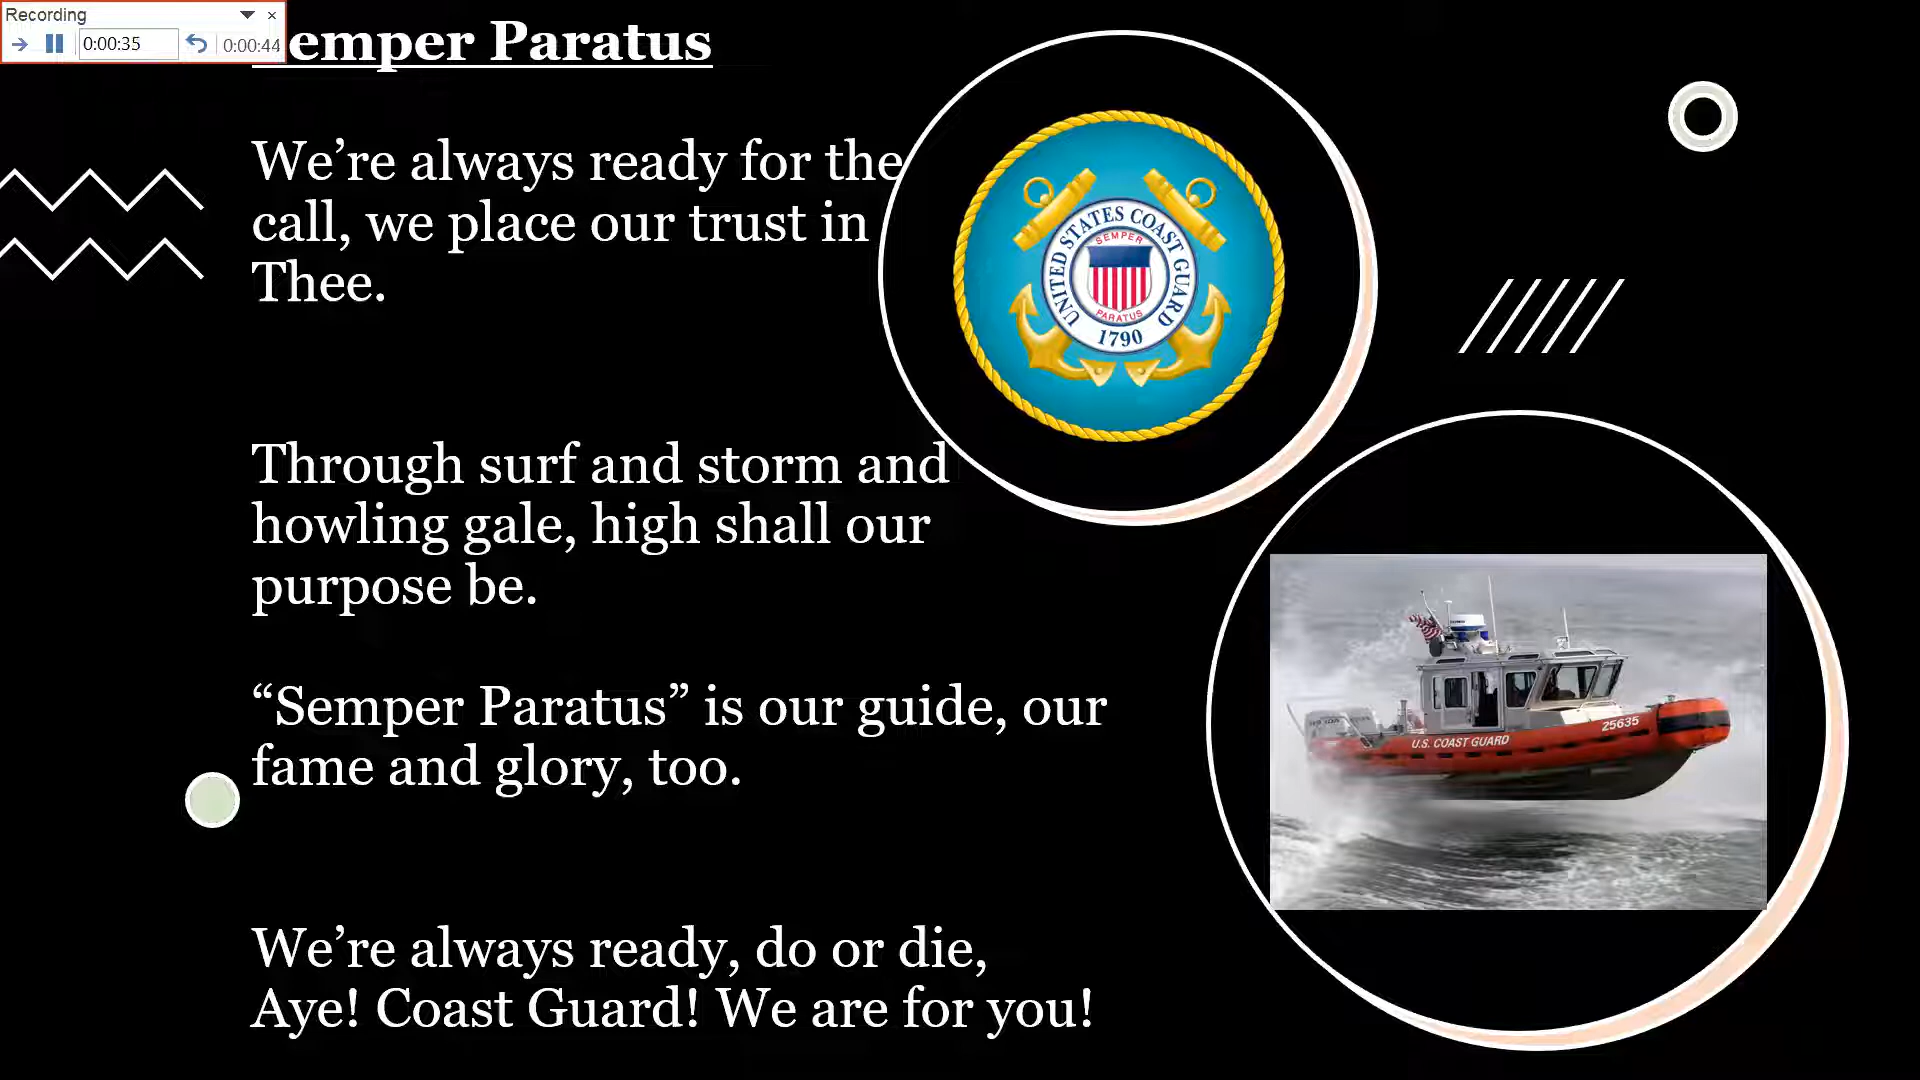 Recording
0:00:35
0:00:44
emper Paratus
We’re always ready for the
call, we place our trust in
Thee.
Through surf and storm and
howling gale, high shall our
purpose be.
“Semper Paratus” is our guide, our
fame and glory, too.
We’re always ready, do or die,
Aye! Coast Guard! We are for you!
UNITED STATES COAST GUARD
SEMPER
PARATUS
1790
U.S. COAST GUARD
25635